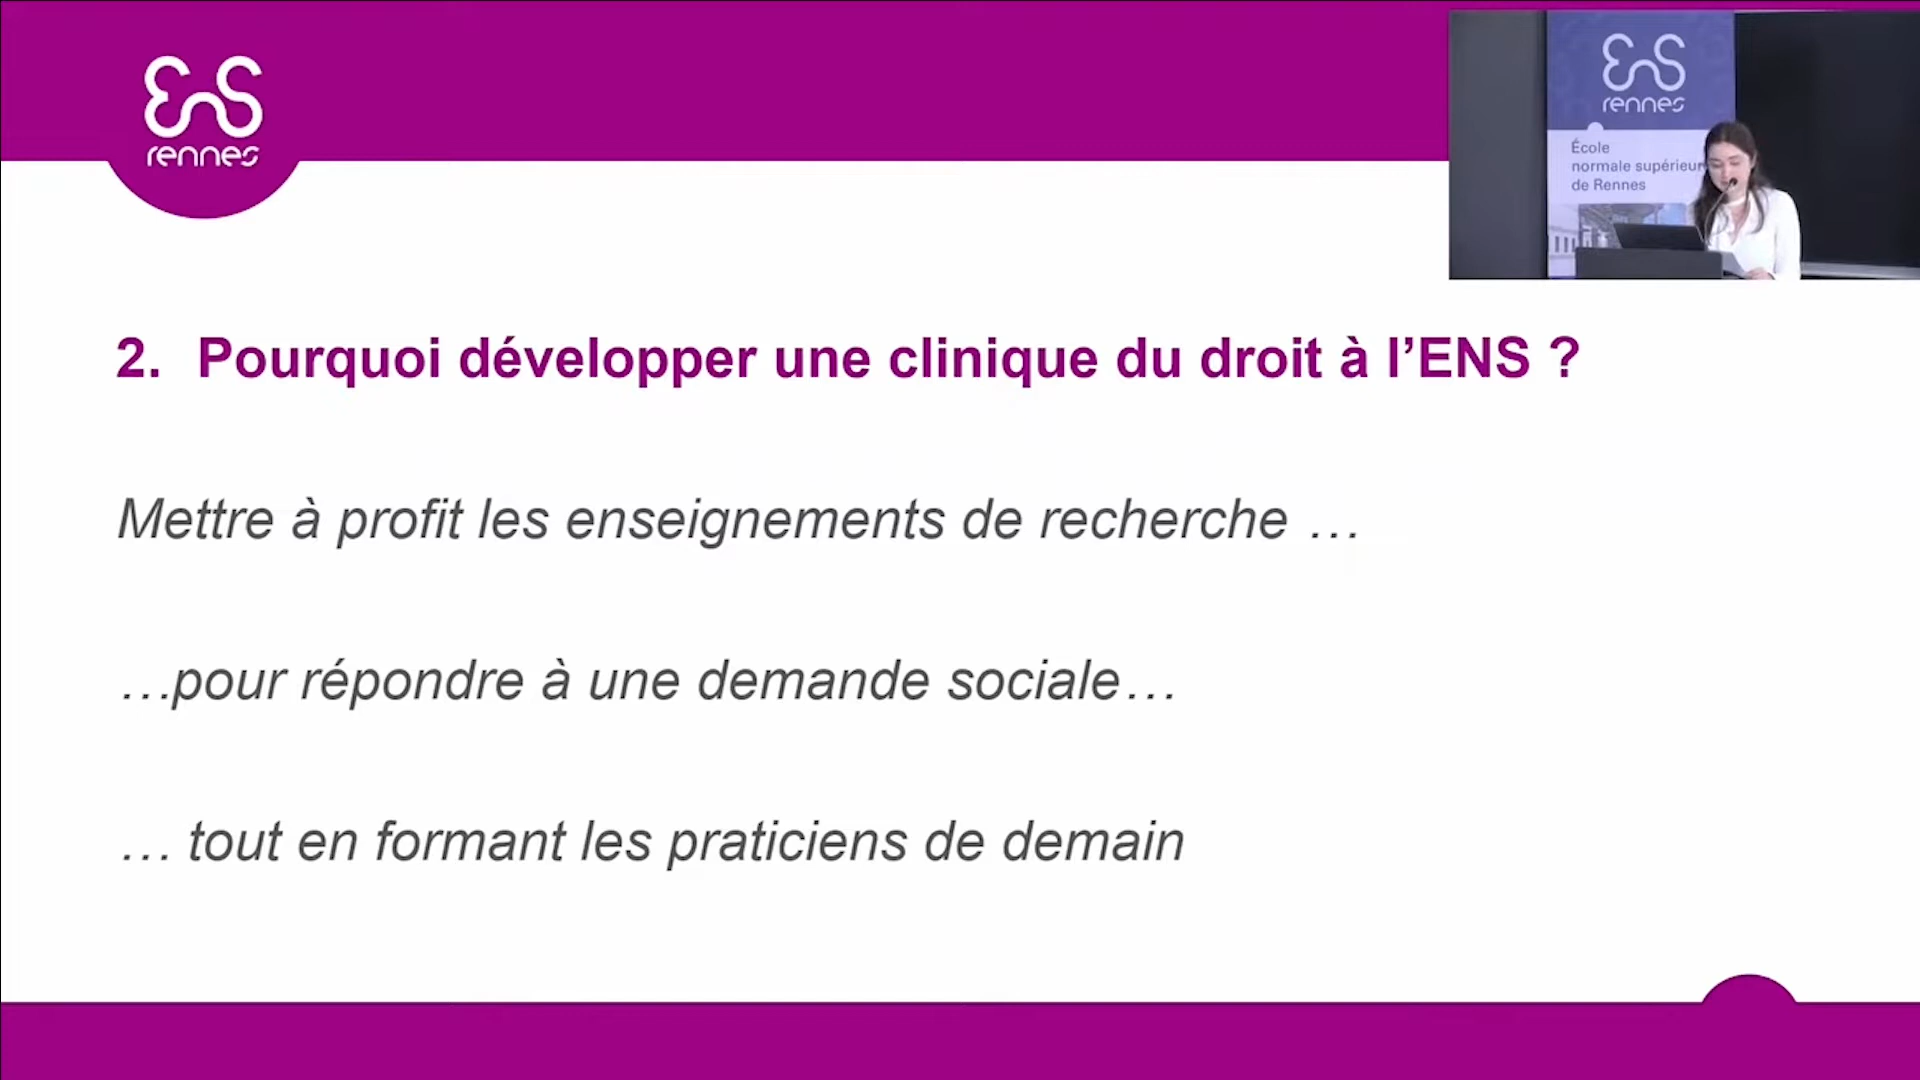 EnS
rennes
EnS
rennes
École
normale supérieur
de Rennes
2. Pourquoi développer une clinique du droit à l’ENS ?
Mettre à profit les enseignements de recherche …
…pour répondre à une demande sociale…
… tout en formant les praticiens de demain